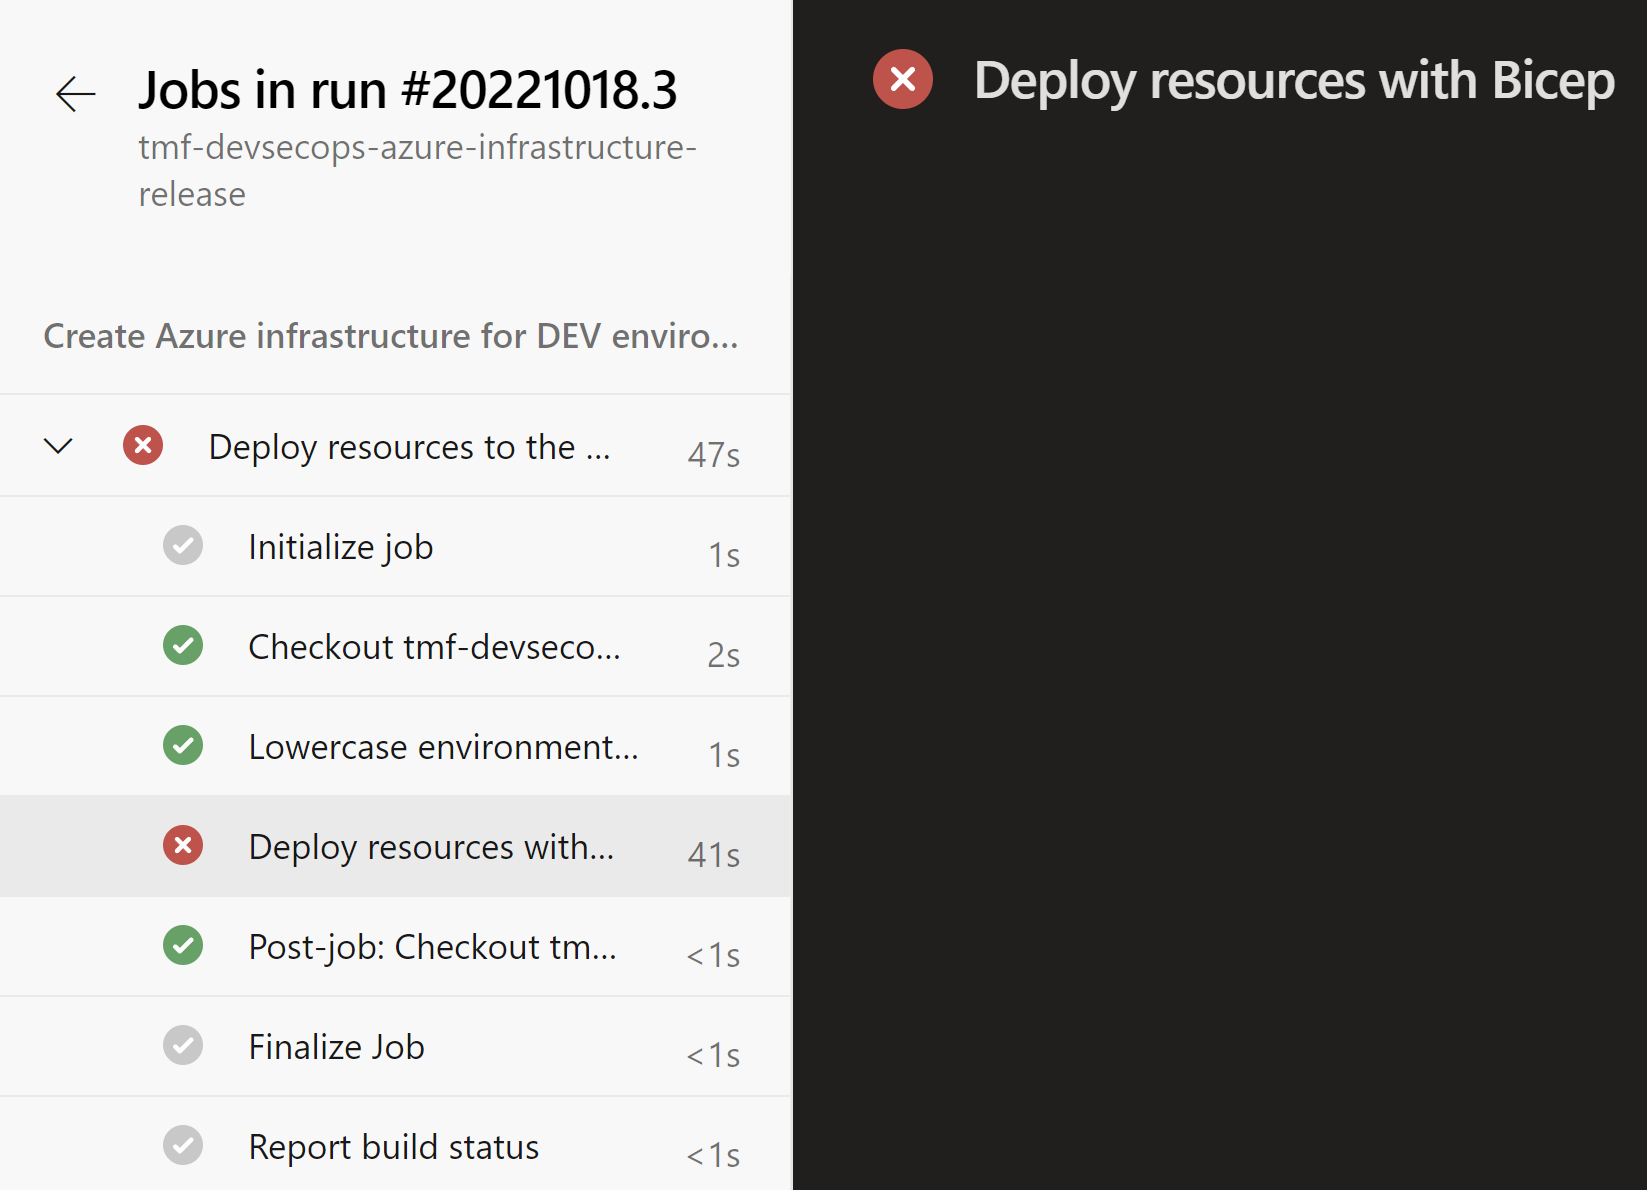 Jobs in run #20221018.3
tmf-devsecops-azure-infrastructure-
release
Create Azure infrastructure for DEV enviro...
Deploy resources to the ... 47s
Initialize job 1s
Checkout tmf-devseco... 2s
Lowercase environment... 1s
Deploy resources with... 41s
Post-job: Checkout tm... <1s
Finalize Job <1s
Report build status <1s
Deploy resources with Bicep